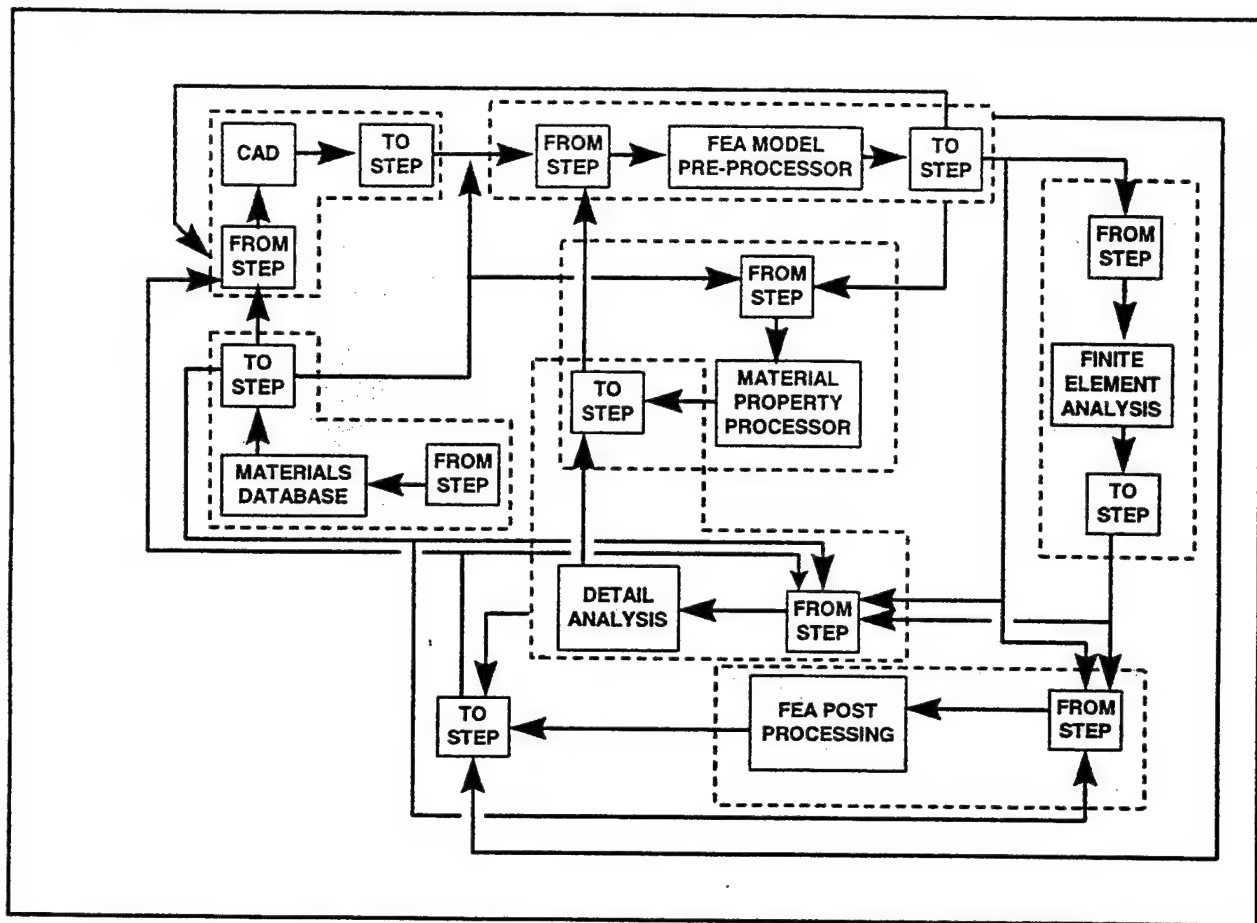 CAD
TO
STEP
FROM
STEP
FEA MODEL
PRE-PROCESSOR
TO
STEP
FROM
STEP
FROM
STEP
FROM
STEP
TO
STEP
TO
STEP
MATERIAL
PROPERTY
PROCESSOR
FINITE
ELEMENT
ANALYSIS
MATERIALS
DATABASE
FROM
STEP
TO
STEP
DETAIL
ANALYSIS
FROM
STEP
TO
STEP
FEA POST
PROCESSING
FROM
STEP